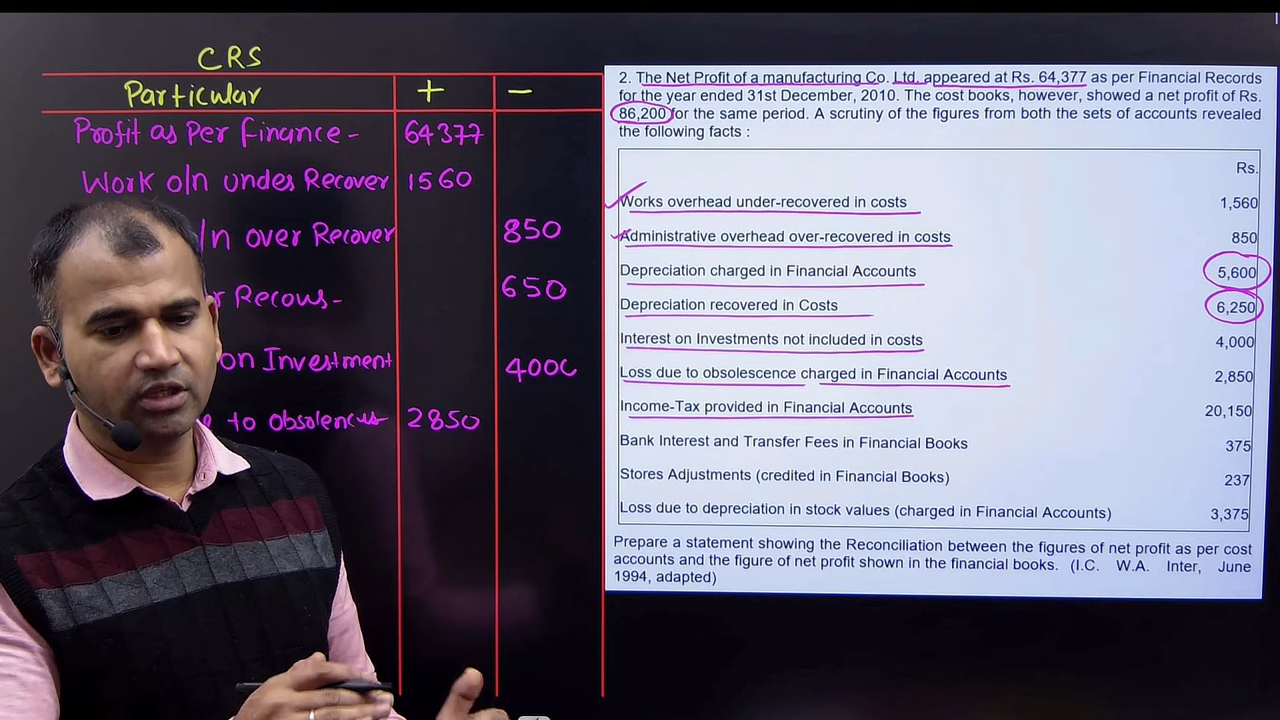 CRS
Particular + -
Profit as Per Finance- 64377
Work o/n undes Recover 1560
/n over Recover 850
r Recous- 650
on Investment 4000
to Obsolencus 2850
2. The Net Profit of a manufacturing Co. Ltd. appeared at Rs. 64,377 as per Financial Records
for the year ended 31st December, 2010. The cost books, however, showed a net profit of Rs.
86,200 for the same period. A scrutiny of the figures from both the sets of accounts revealed
the following facts :
Rs.
Works overhead under-recovered in costs 1,560
Administrative overhead over-recovered in costs 850
Depreciation charged in Financial Accounts 5,600
Depreciation recovered in Costs 6,250
Interest on Investments not included in costs 4,000
Loss due to obsolescence charged in Financial Accounts 2,850
Income-Tax provided in Financial Accounts 20,150
Bank Interest and Transfer Fees in Financial Books 375
Stores Adjustments (credited in Financial Books) 237
Loss due to depreciation in stock values (charged in Financial Accounts) 3,375
Prepare a statement showing the Reconciliation between the figures of net profit as per cost
accounts and the figure of net profit shown in the financial books. (I.C. W.A. Inter, June
1994, adapted)